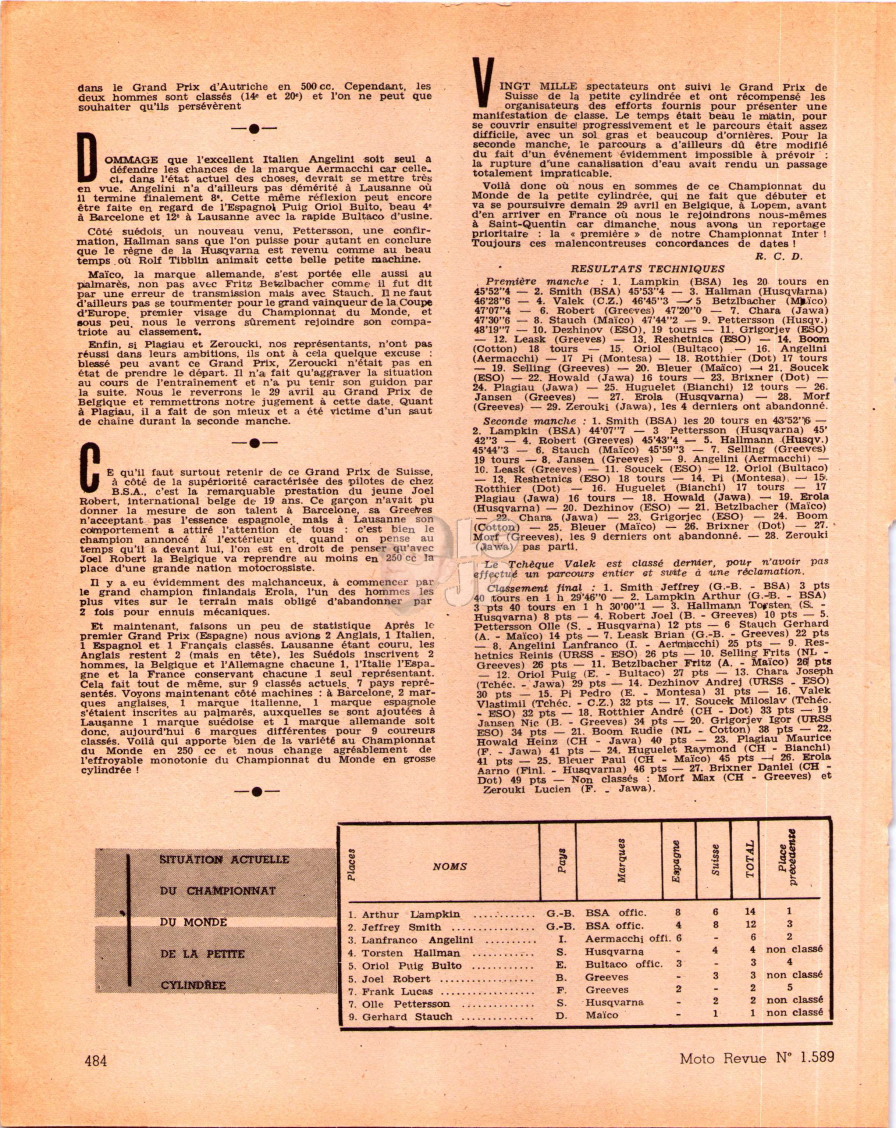 dans le Grand Prix d'Autriche en 500 cc. Cependant, les
deux hommes sont classés (14e et 20e) et l'on ne peut que
souhaiter qu'ils persévèrent
DOMMAGE que l'excellent Italien Angelini soit seul à
défendre les chances de la marque Aermacchi car celle-
ci, dans l'état actuel des choses, devrait se mettre très
en vue. Angelini n'a d'ailleurs pas démérité à Lausanne où
il termine finalement 8e. Cette même réflexion peut encore
être faite en regard de l'Espagnol Puig Oriol Bulto, beau 4e
à Barcelone et 12e à Lausanne avec la rapide Bultaco d'usine.
Côté suédois, un nouveau venu, Pettersson, une confir-
mation, Hallman sans que l'on puisse pour autant en conclure
que le règne de la Husqvarna est revenu comme au beau
temps où Rolf Tibblin animait cette belle petite machine.
Maïco, la marque allemande, s'est portée elle aussi au
palmarès, non pas avec Fritz Betzlbacher comme il fut dit
par une erreur de transmission mais avec Stauch. Il ne faut
d'ailleurs pas se tourmenter pour le grand vainqueur de la Coupe
d'Europe, premier visage du Championnat du Monde, et
sous peu, nous le verrons sûrement rejoindre son compa-
triote au classement.
Enfin, si Plagiau et Zeroucki, nos représentants, n'ont pas
réussi dans leurs ambitions, ils ont à cela quelque excuse :
blessé peu avant ce Grand Prix, Zeroucki n'était pas en
état de prendre le départ. Il n'a fait qu'aggraver la situation
au cours de l'entraînement et n'a pu tenir son guidon par
la suite. Nous le reverrons le 29 avril au Grand Prix de
Belgique et remmettrons notre jugement à cette date. Quant
à Plagiau, il a fait de son mieux et a été victime d'un saut
de chaîne durant la seconde manche.
CE qu'il faut surtout retenir de ce Grand Prix de Suisse,
à côté de la supériorité caractérisée des pilotes de chez
B.S.A., c'est la remarquable prestation du jeune Joel
Robert, international belge de 19 ans. Ce garçon n'avait pu
donner la mesure de son talent à Barcelone, sa Greeves
n'acceptant pas l'essence espagnole, mais à Lausanne son
comportement a attiré l'attention de tous : c'est bien le
champion annoncé à l'extérieur et, quand on pense au
temps qu'il a devant lui, l'on est en droit de penser qu'avec
Joel Robert la Belgique va reprendre au moins en 250 cc la
place d'une grande nation motocrossiste.
Il y a eu évidemment des malchanceux, à commencer par
le grand champion finlandais Erola, l'un des hommes les
plus vites sur le terrain mais obligé d'abandonner par
2 fois pour ennuis mécaniques.
Et maintenant, faisons un peu de statistique Après le
premier Grand Prix (Espagne) nous avions 2 Anglais, 1 Italien,
1 Espagnol et 1 Français classés. Lausanne étant couru, les
Anglais restent 2 (mais en tête), les Suédois inscrivent 2
hommes, la Belgique et l'Allemagne chacune 1, l'Italie l'Espa-
gne et la France conservant chacune 1 seul représentant.
Cela fait tout de même, sur 9 classés actuels, 7 pays repré-
sentés. Voyons maintenant côté machines : à Barcelone, 2 mar-
ques anglaises, 1 marque italienne, 1 marque espagnole
s'étaient inscrites au palmarès, auxquelles se sont ajoutées à
Lausanne 1 marque suédoise et 1 marque allemande soit
donc, aujourd'hui 6 marques différentes pour 9 coureurs
classés. Voilà qui apporte bien de la variété au Championnat
du Monde en 250 cc et nous change agréablement de
l'effroyable monotonie du Championnat du Monde en grosse
cylindrée !
VINGT MILLE spectateurs ont suivi le Grand Prix de
Suisse de la petite cylindrée et ont récompensé les
organisateurs des efforts fournis pour présenter une
manifestation de classe. Le temps était beau le matin, pour
se couvrir ensuite progressivement et le parcours était assez
difficile, avec un sol gras et beaucoup d'ornières. Pour la
seconde manche, le parcours a d'ailleurs dû être modifié
du fait d'un événement évidemment impossible à prévoir :
la rupture d'une canalisation d'eau avait rendu un passage
totalement impraticable.
Voilà donc où nous en sommes de ce Championnat du
Monde de la petite cylindrée, qui ne fait que débuter et
va se poursuivre demain 29 avril en Belgique, à Lopem, avant
d'en arriver en France où nous le rejoindrons nous-mêmes
à Saint-Quentin car dimanche nous avons un reportage
prioritaire : la « première » de notre Championnat Inter !
Toujours ces malencontreuses concordances de dates !
R. C. D.
RESULTATS TECHNIQUES
Première manche : 1. Lampkin (BSA) les 20 tours en
45'52"4 — 2. Smith (BSA) 45'53"4 — 3. Hallman (Husqvarna)
46'28"6 — 4. Valek (C.Z.) 46'45"3 — 5 Betzlbacher (Maïco)
47'07"4 — 6. Robert (Greeves) 47'20"0 — 7. Chara (Jawa)
47'30"6 — 8. Stauch (Maïco) 47'44"2 — 9. Pettersson (Husqv.)
48'19"7 — 10. Dezhinov (ESO), 19 tours — 11. Grigorjev (ESO)
— 12. Leask (Greeves) — 13. Reshetnics (ESO) — 14. Boom
(Cotton) 18 tours — 15. Oriol (Bultaco) — 16. Angelini
(Aermacchi) — 17 Pi (Montesa) — 18. Rotthier (Dot) 17 tours
— 19. Selling (Greeves) — 20. Bleuer (Maïco) — 21. Soucek
(ESO) — 22. Howald (Jawa) 16 tours — 23. Brixner (Dot) —
24. Plagiau (Jawa) — 25. Huguelet (Bianchi) 12 tours — 26.
Jansen (Greeves) — 27. Erola (Husqvarna) — 28. Morf
(Greeves) — 29. Zerouki (Jawa), les 4 derniers ont abandonné.
Seconde manche : 1. Smith (BSA) les 20 tours en 43'52"6 —
2. Lampkin (BSA) 44'07"7 — 3 Pettersson (Husqvarna) 45'
42"3 — 4. Robert (Greeves) 45'43"4 — 5. Hallmann (Husqv.)
45'44"3 — 6. Stauch (Maïco) 45'59"3 — 7. Selling (Greeves)
19 tours — 8. Jansen (Greeves) — 9. Angelini (Aermacchi) —
10. Leask (Greeves) — 11. Soucek (ESO) — 12. Oriol (Bultaco)
— 13. Reshetnics (ESO) 18 tours — 14. Pi (Montesa) — 15.
Rotthier (Dot) — 16. Huguelet (Bianchi) 17 tours — 17
Plagiau (Jawa) 16 tours — 18. Howald (Jawa) — 19. Erola
(Husqvarna) — 20. Dezhinov (ESO) — 21. Betzlbacher (Maïco)
— 22. Chara (Jawa) — 23. Grigorjec (ESO) — 24. Boom
(Cotton) — 25. Bleuer (Maïco) — 26. Brixner (Dot) — 27.
Morf (Greeves), les 9 derniers ont abandonné. — 28. Zerouki
(Jawa) pas parti.
Le Tchèque Valek est classé dernier, pour n'avoir pas
effectué un parcours entier et suite à une réclamation.
Classement final : 1. Smith Jeffrey (G.-B. - BSA) 3 pts
40 tours en 1 h 29'46"0 — 2. Lampkin Arthur (G.-B. - BSA)
3 pts 40 tours en 1 h 30'00"1 — 3. Hallmann Torsten (S. -
Husqvarna) 8 pts — 4. Robert Joel (B. - Greeves) 10 pts — 5.
Pettersson Olle (S. - Husqvarna) 12 pts — 6 Stauch Gerhard
(A. - Maïco) 14 pts — 7. Leask Brian (G.-B. - Greeves) 22 pts
— 8. Angelini Lanfranco (I. - Aermacchi) 25 pts — 9. Res-
hetnics Reinis (URSS - ESO) 26 pts — 10. Selling Frits (NL -
Greeves) 26 pts — 11. Betzlbacher Fritz (A. - Maïco) 26 pts
— 12. Oriol Puig (E. - Bultaco) 27 pts — 13. Chara Joseph
(Tchéc. - Jawa) 29 pts — 14. Dezhinov Andrej (URSS - ESO)
30 pts — 15. Pi Pedro (E. - Montesa) 31 pts — 16. Valek
Vlastimil (Tchéc. - C.Z.) 32 pts — 17. Soucek Miloslav (Tchéc.
- ESO) 32 pts — 18. Rotthier André (CH - Dot) 33 pts — 19
Jansen Nic (B. - Greeves) 34 pts — 20. Grigorjev Igor (URSS
ESO) 34 pts — 21. Boom Rudie (NL - Cotton) 38 pts — 22.
Howald Heinz (CH - Jawa) 40 pts — 23. Plagiau Maurice
(F. - Jawa) 41 pts — 24. Huguelet Raymond (CH - Bianchi)
41 pts — 25. Bleuer Paul (CH - Maïco) 45 pts — 26. Erola
Aarno (Finl. - Husqvarna) 46 pts — 27. Brixner Daniel (CH -
Dot) 49 pts — Non classés : Morf Max (CH - Greeves) et
Zerouki Lucien (F. - Jawa).
SITUATION ACTUELLE
DU CHAMPIONNAT
DU MONDE
DE LA PETITE
CYLINDREE
Places NOMS Pays Marques Espagne Suisse TOTAL Place précédente
1. Arthur Lampkin .......... G.-B. BSA offic. 8 6 14 1
2. Jeffrey Smith .......... G.-B. BSA offic. 4 8 12 3
3. Lanfranco Angelini .......... I. Aermacchi offi. 6 - 6 2
4. Torsten Hallman .......... S. Husqvarna - 4 4 non classé
5. Oriol Puig Bulto .......... E. Bultaco offic. 3 - 3 4
5. Joel Robert .......... B. Greeves - 3 3 non classé
7. Frank Lucas .......... F. Greeves 2 - 2 5
7. Olle Pettersson .......... S. Husqvarna - 2 2 non classé
9. Gerhard Stauch .......... D. Maïco - 1 1 non classé
484
Moto Revue N° 1.589